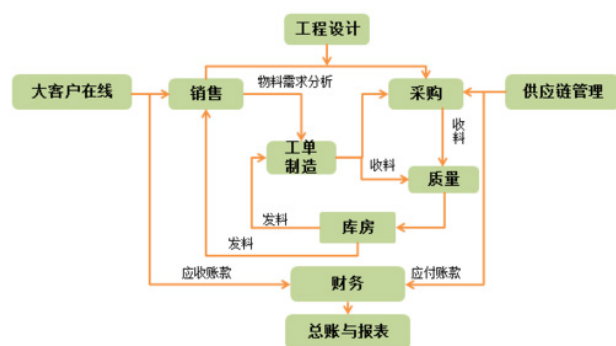 工程设计
大客户在线
销售
物料需求分析
采购
供应链管理
收
料
工单
制造
收料
质量
发料
库房
发料
应收账款
财务
应付账款
总账与报表